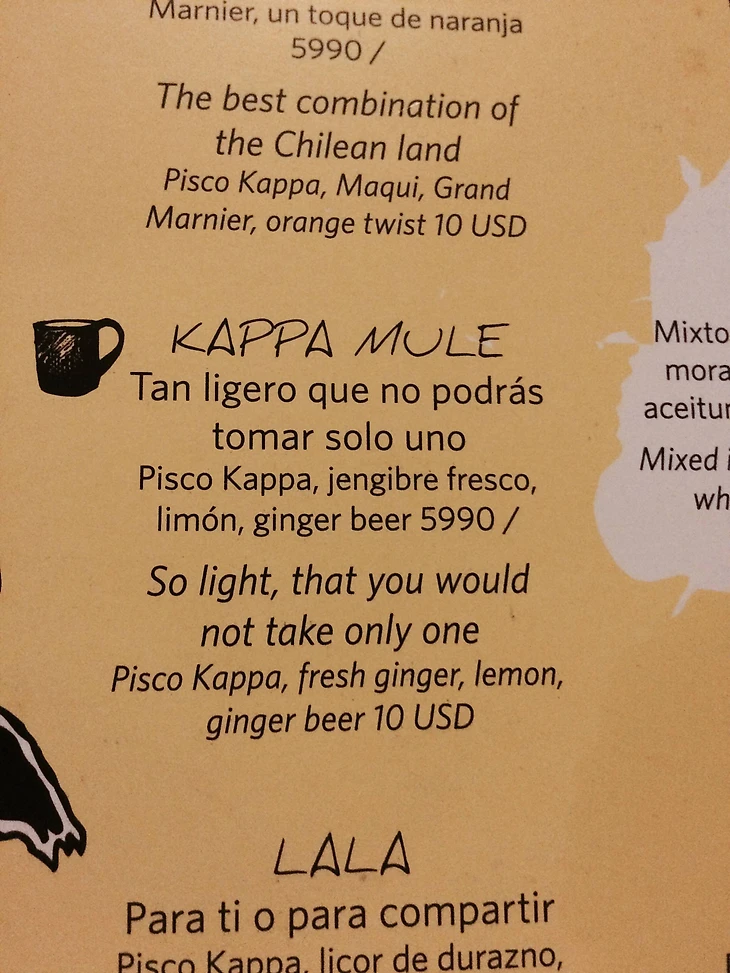 Marnier, un toque de naranja
5990 /
The best combination of
the Chilean land
Pisco Kappa, Maqui, Grand
Marnier, orange twist 10 USD
KAPPA MULE
Tan ligero que no podrás
tomar solo uno
Pisco Kappa, jengibre fresco,
limón, ginger beer 5990 /
So light, that you would
not take only one
Pisco Kappa, fresh ginger, lemon,
ginger beer 10 USD
LALA
Para ti o para compartir
Pisco Kappa, licor de durazno,
Mixto
mora
Mixed